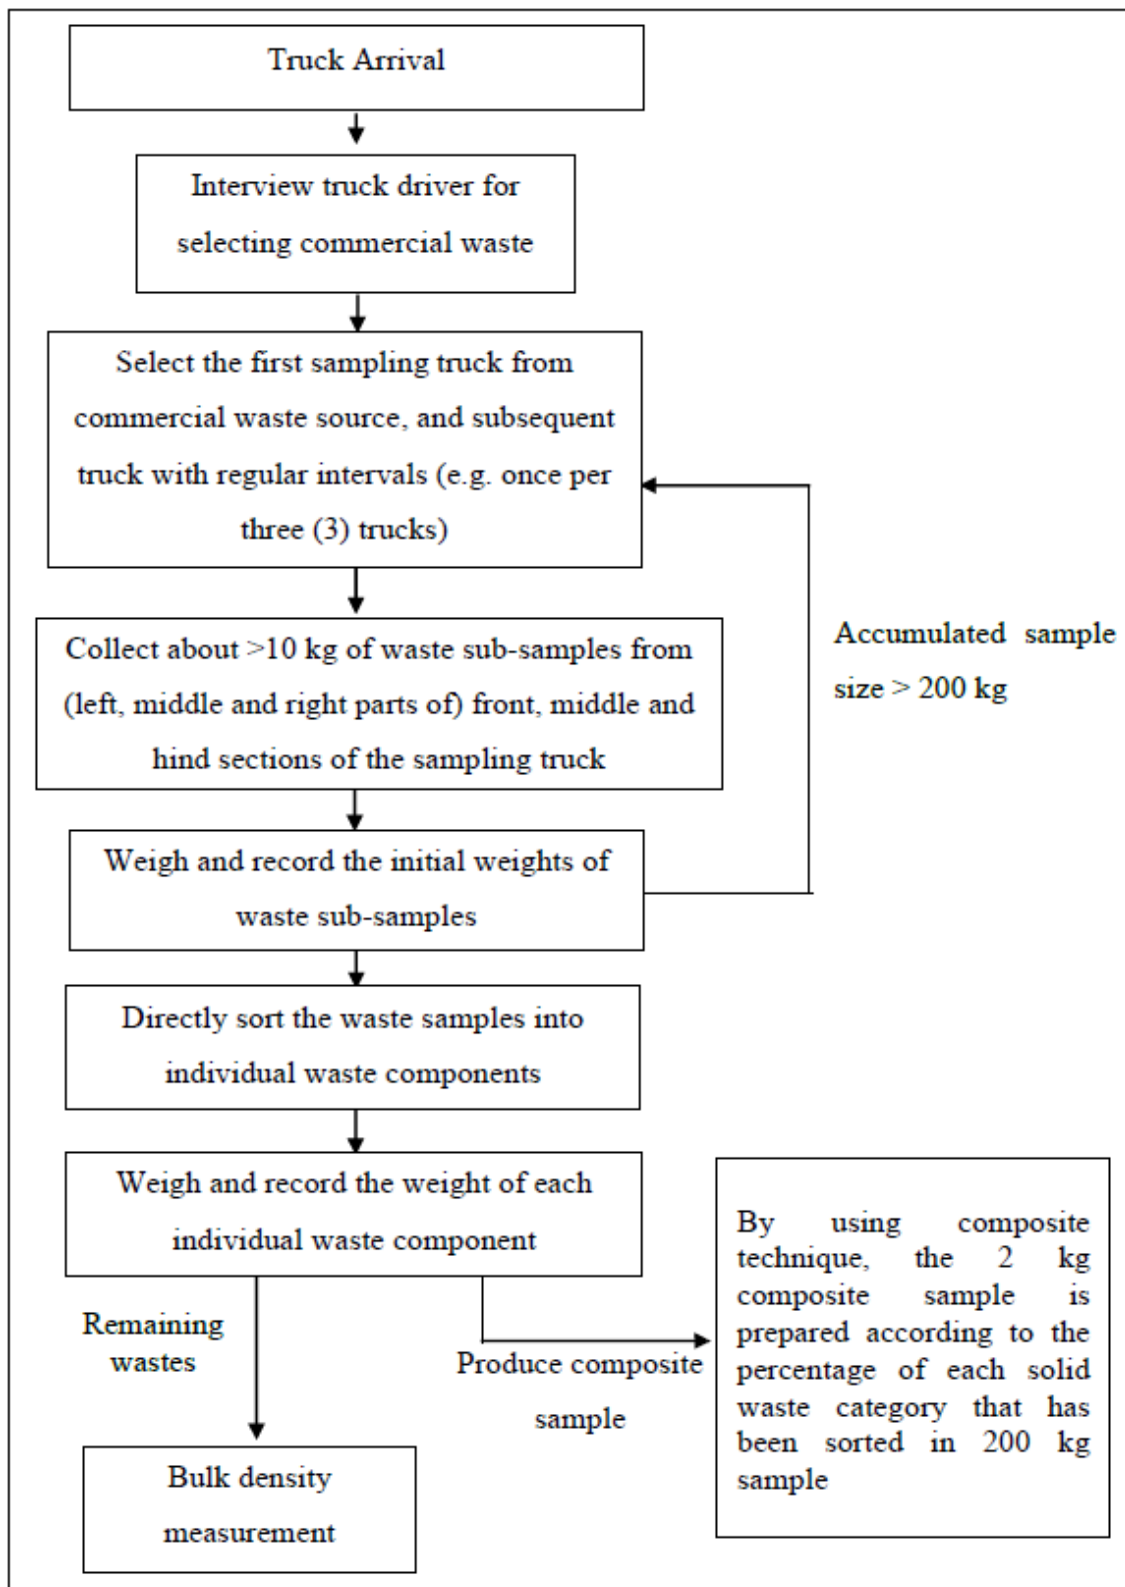 Truck Arrival
Interview truck driver for
selecting commercial waste
Select the first sampling truck from
commercial waste source, and subsequent
truck with regular intervals (e.g. once per
three (3) trucks)
Collect about >10 kg of waste sub-samples from
(left, middle and right parts of) front, middle and
hind sections of the sampling truck
Accumulated sample
size > 200 kg
Weigh and record the initial weights of
waste sub-samples
Directly sort the waste samples into
individual waste components
Weigh and record the weight of each
individual waste component
Remaining
wastes
Produce composite
sample
By using composite
technique, the 2 kg
composite sample is
prepared according to the
percentage of each solid
waste category that has
been sorted in 200 kg
sample
Bulk density
measurement